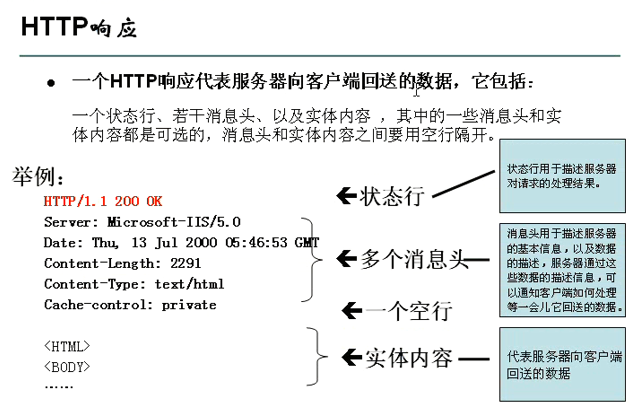 HTTP响应
● 一个HTTP响应代表服务器向客户端回送的数据，它包括：
一个状态行、若干消息头、以及实体内容 ，其中的一些消息头和实
体内容都是可选的，消息头和实体内容之间要用空行隔开。
举例：
HTTP/1.1 200 OK
Server: Microsoft-IIS/5.0
Date: Thu, 13 Jul 2000 05:46:53 GMT
Content-Length: 2291
Content-Type: text/html
Cache-control: private
<HTML>
<BODY>
……
←状态行
←多个消息头
←一个空行
←实体内容
状态行用于描述服务器
对请求的处理结果。
消息头用于描述服务器
的基本信息，以及数据
的描述，服务器通过这
些数据的描述信息，可
以通知客户端如何处理
等一会儿它回送的数据。
代表服务器向客户端
回送的数据